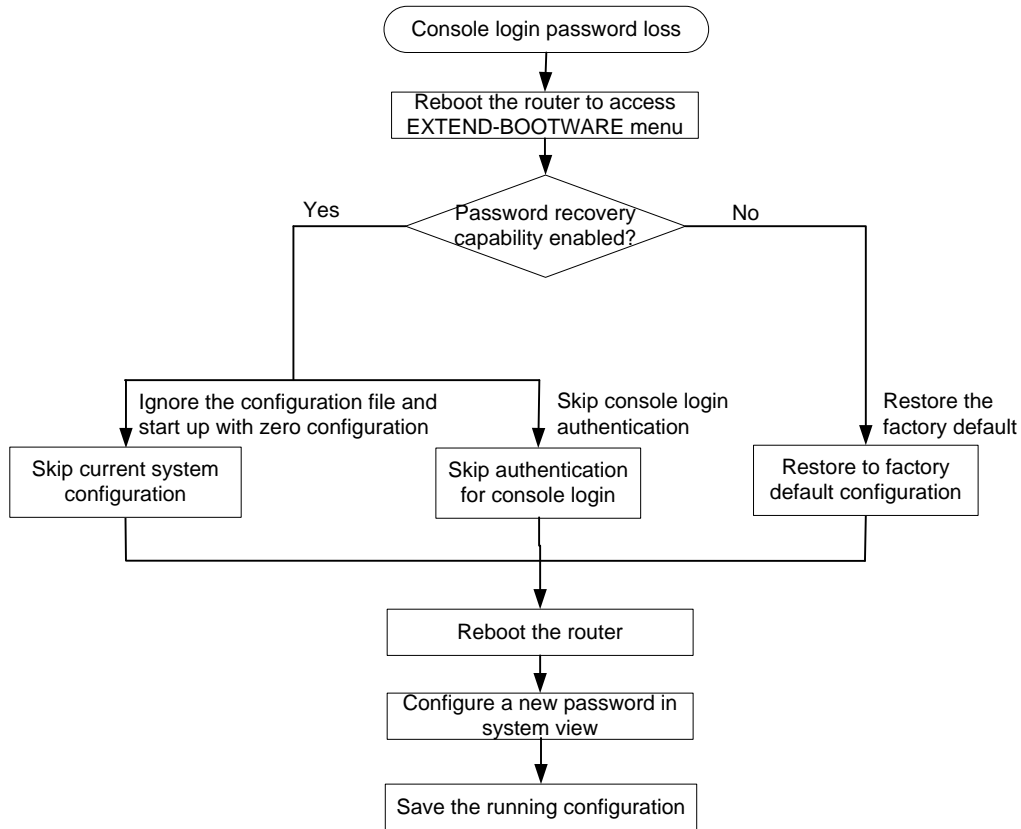 Console login password loss
Reboot the router to access
EXTEND-BOOTWARE menu
Yes
Password recovery
capability enabled?
No
Ignore the configuration file and
start up with zero configuration
Skip console login
authentication
Restore the
factory default
Skip current system
configuration
Skip authentication
for console login
Restore to factory
default configuration
Reboot the router
Configure a new password in
system view
Save the running configuration